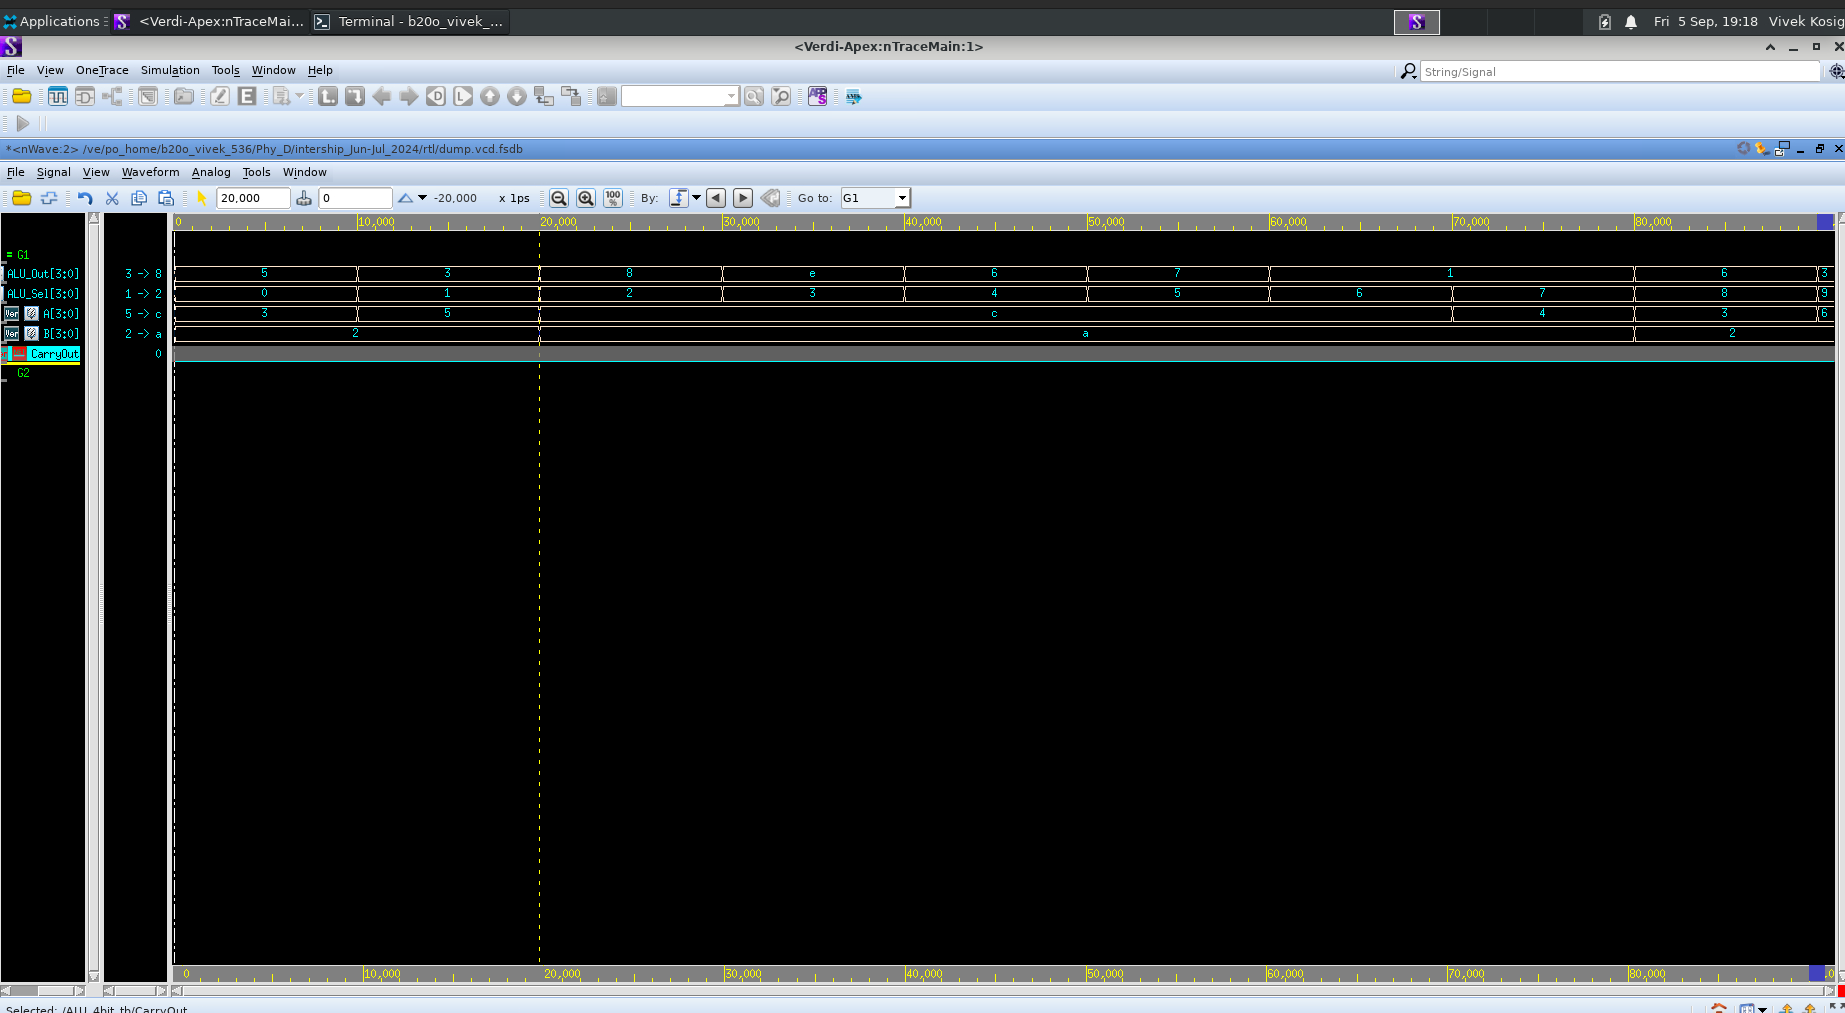 Applications <Verdi-Apex:nTraceMai... Terminal - b20o_vivek_... Fri 5 Sep, 19:18 Vivek Kosig
<Verdi-Apex:nTraceMain:1>
File View OneTrace Simulation Tools Window Help String/Signal
*<nWave:2> /ve/po_home/b20o_vivek_536/Phy_D/intership_Jun-Jul_2024/rtl/dump.vcd.fsdb
File Signal View Waveform Analog Tools Window
20,000 0 -20,000 x 1ps 100 % By: Go to: G1
0 10,000 20,000 30,000 40,000 50,000 60,000 70,000 80,000
= G1
ALU_Out[3:0] 3 -> 8 5 3 8 e 6 7 1 6 3
ALU_Sel[3:0] 1 -> 2 0 1 2 3 4 5 6 7 8 9
A[3:0] 5 -> c 3 5 c 4 3 6
B[3:0] 2 -> a 2 a 2
CarryOut 0
G2
0 10,000 20,000 30,000 40,000 50,000 60,000 70,000 80,000
Selected: /ALU_4bit_tb/CarryOut